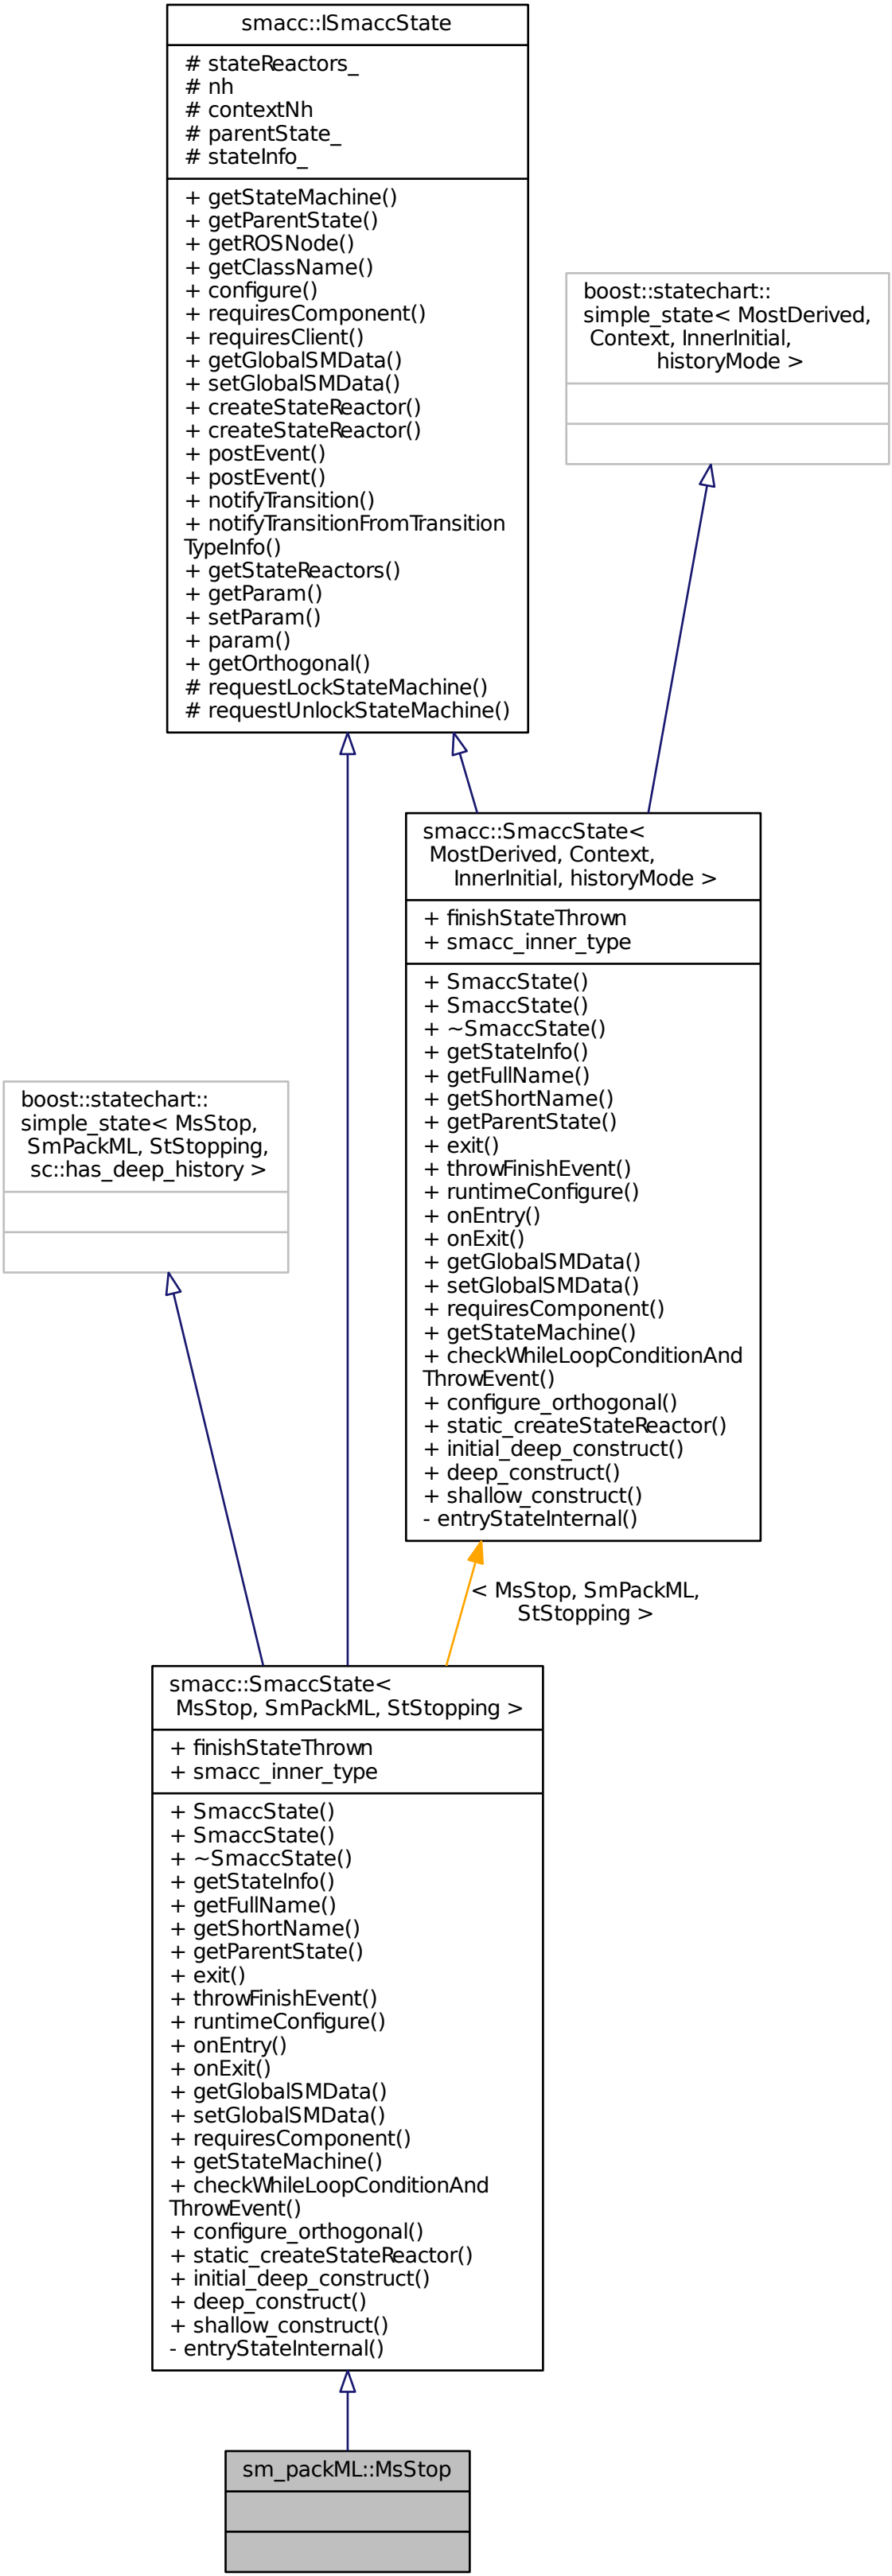 smacc::ISmaccState
# stateReactors_
# nh
# contextNh
# parentState_
# stateInfo_
+ getStateMachine()
+ getParentState()
+ getROSNode()
+ getClassName()
+ configure()
+ requiresComponent()
+ requiresClient()
+ getGlobalSMData()
+ setGlobalSMData()
+ createStateReactor()
+ createStateReactor()
+ postEvent()
+ postEvent()
+ notifyTransition()
+ notifyTransitionFromTransition
TypeInfo()
+ getStateReactors()
+ getParam()
+ setParam()
+ param()
+ getOrthogonal()
# requestLockStateMachine()
# requestUnlockStateMachine()
boost::statechart::
simple_state< MostDerived,
Context, InnerInitial,
historyMode >
smacc::SmaccState<
MostDerived, Context,
InnerInitial, historyMode >
+ finishStateThrown
+ smacc_inner_type
+ SmaccState()
+ SmaccState()
+ ~SmaccState()
+ getStateInfo()
+ getFullName()
+ getShortName()
+ getParentState()
+ exit()
+ throwFinishEvent()
+ runtimeConfigure()
+ onEntry()
+ onExit()
+ getGlobalSMData()
+ setGlobalSMData()
+ requiresComponent()
+ getStateMachine()
+ checkWhileLoopConditionAnd
ThrowEvent()
+ configure_orthogonal()
+ static_createStateReactor()
+ initial_deep_construct()
+ deep_construct()
+ shallow_construct()
- entryStateInternal()
boost::statechart::
simple_state< MsStop,
SmPackML, StStopping,
sc::has_deep_history >
< MsStop, SmPackML,
StStopping >
smacc::SmaccState<
MsStop, SmPackML, StStopping >
+ finishStateThrown
+ smacc_inner_type
+ SmaccState()
+ SmaccState()
+ ~SmaccState()
+ getStateInfo()
+ getFullName()
+ getShortName()
+ getParentState()
+ exit()
+ throwFinishEvent()
+ runtimeConfigure()
+ onEntry()
+ onExit()
+ getGlobalSMData()
+ setGlobalSMData()
+ requiresComponent()
+ getStateMachine()
+ checkWhileLoopConditionAnd
ThrowEvent()
+ configure_orthogonal()
+ static_createStateReactor()
+ initial_deep_construct()
+ deep_construct()
+ shallow_construct()
- entryStateInternal()
sm_packML::MsStop